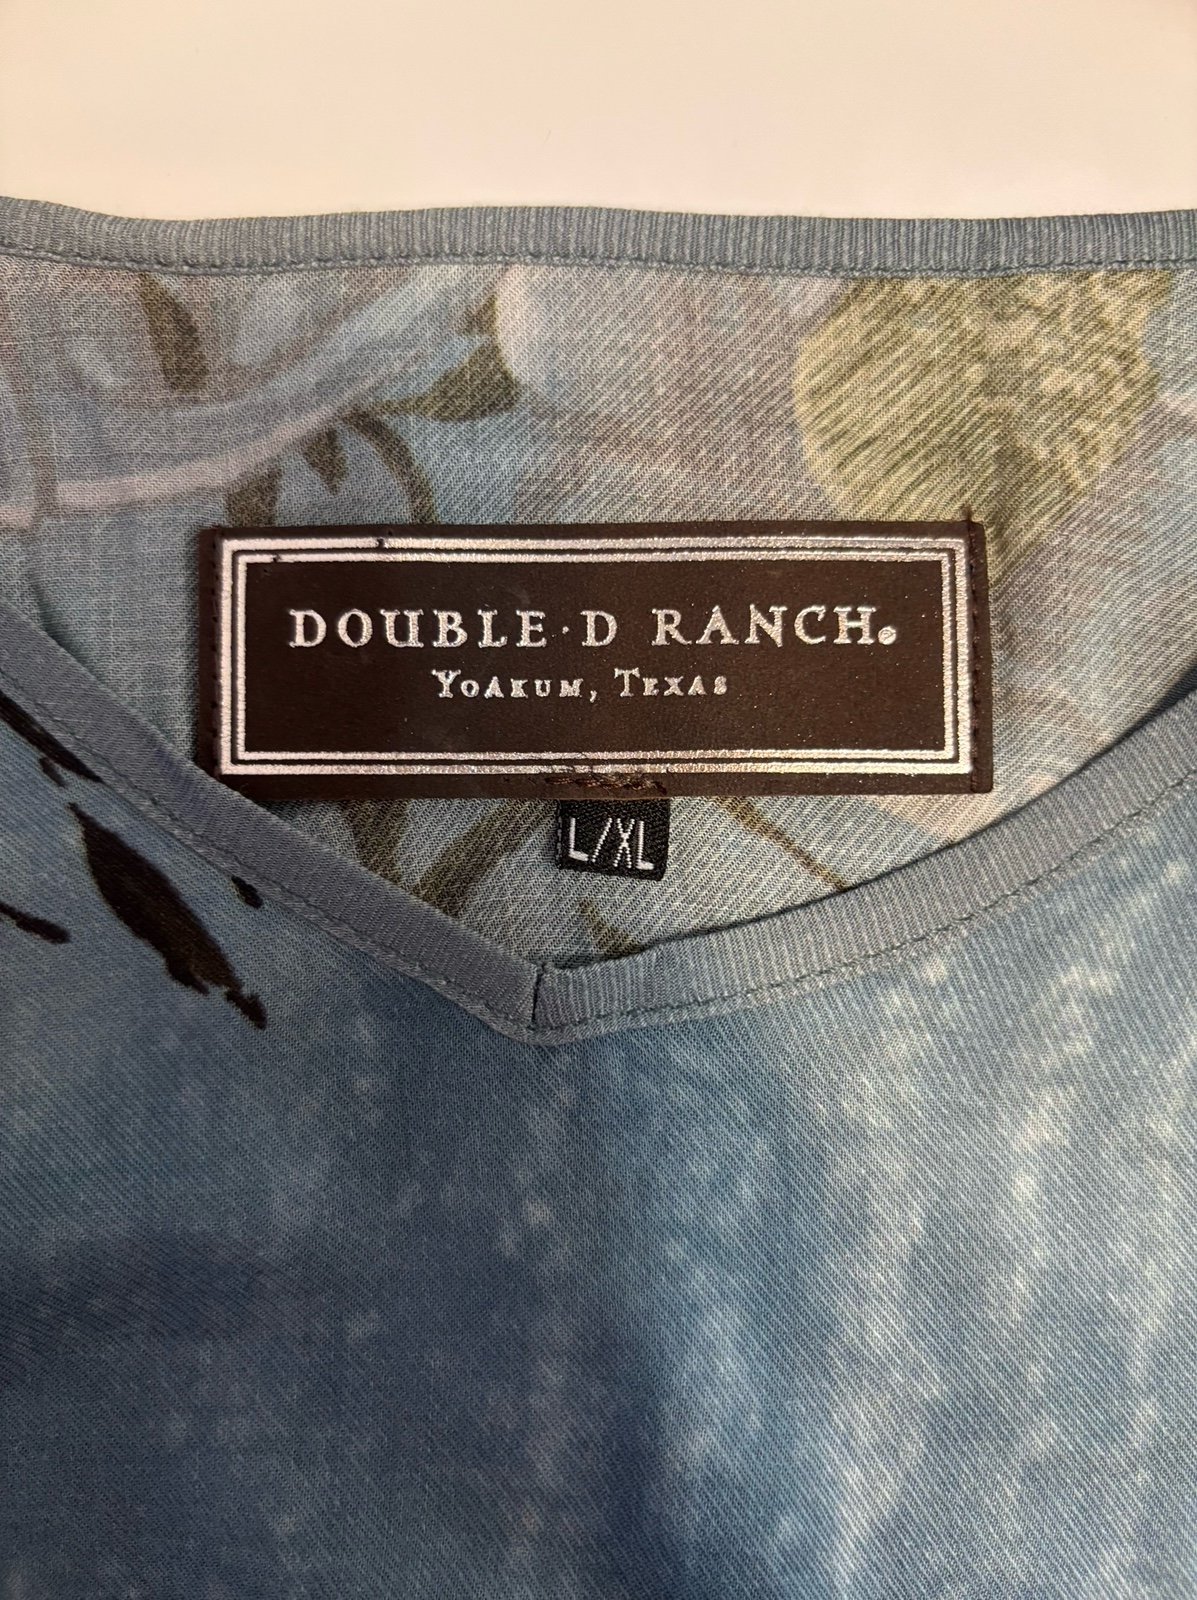 DOUBLE·D RANCH®
YOAKUM, TEXAS
L/XL